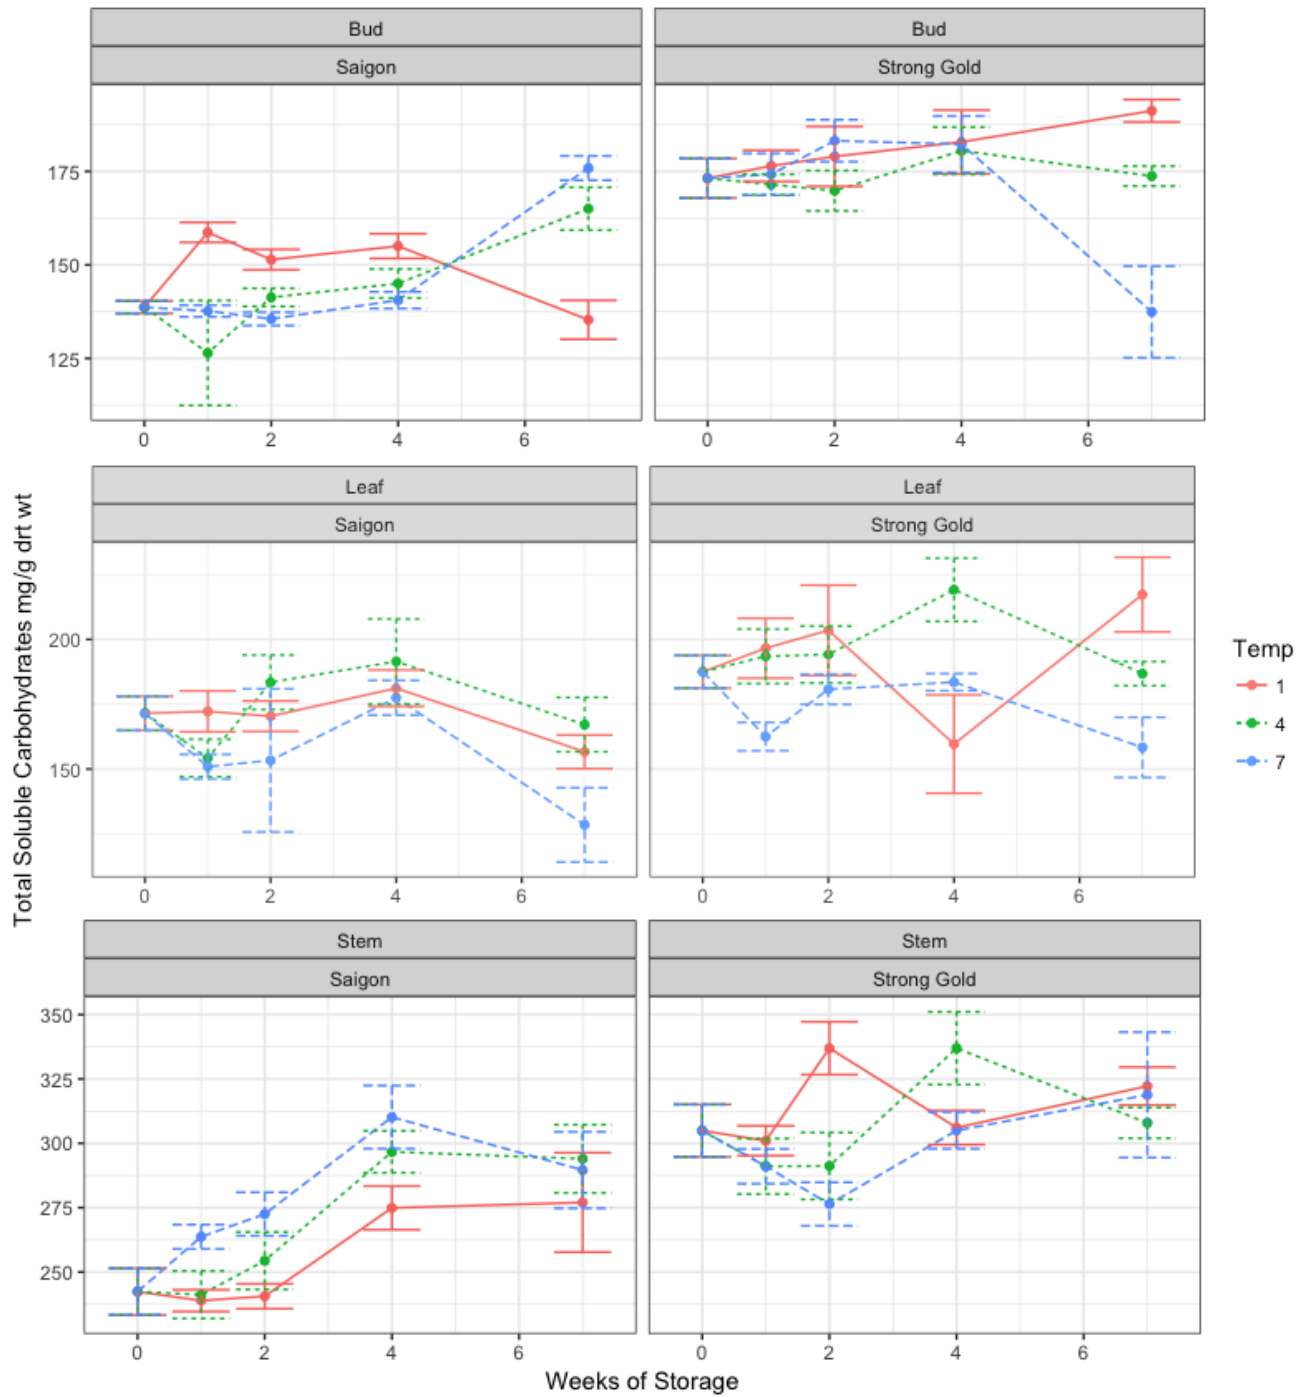 Bud
Bud
Saigon
Strong Gold
175
150
125
0 2 4 6
0 2 4 6
Leaf
Leaf
Saigon
Strong Gold
200
150
0 2 4 6
0 2 4 6
Stem
Stem
Saigon
Strong Gold
350
325
300
275
250
0 2 4 6
0 2 4 6
Total Soluble Carbohydrates mg/g drt wt
Weeks of Storage
Temp
1
4
7